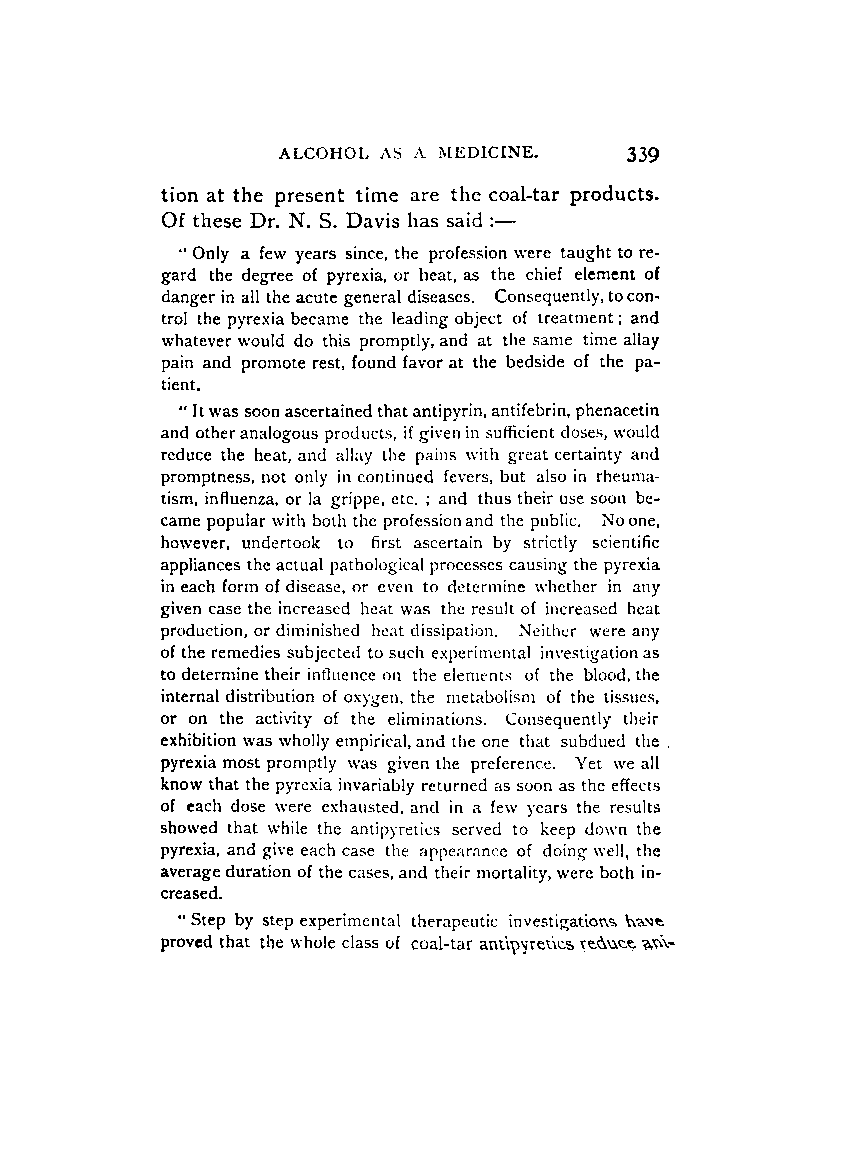 ALCOHOL AS A MEDICINE. 339
tion at the present time are the coal-tar products.
Of these Dr. N. S. Davis has said :—
" Only a few years since, the profession were taught to re-
gard the degree of pyrexia, or heat, as the chief element of
danger in all the acute general diseases. Consequently, to con-
trol the pyrexia became the leading object of treatment ; and
whatever would do this promptly, and at the same time allay
pain and promote rest, found favor at the bedside of the pa-
tient.
" It was soon ascertained that antipyrin, antifebrin, phenacetin
and other analogous products, if given in sufficient doses, would
reduce the heat, and allay the pains with great certainty and
promptness, not only in continued fevers, but also in rheuma-
tism, influenza, or la grippe, etc. ; and thus their use soon be-
came popular with both the profession and the public. No one,
however, undertook to first ascertain by strictly scientific
appliances the actual pathological processes causing the pyrexia
in each form of disease, or even to determine whether in any
given case the increased heat was the result of increased heat
production, or diminished heat dissipation. Neither were any
of the remedies subjected to such experimental investigation as
to determine their influence on the elements of the blood, the
internal distribution of oxygen, the metabolism of the tissues,
or on the activity of the eliminations. Consequently their
exhibition was wholly empirical, and the one that subdued the
pyrexia most promptly was given the preference. Yet we all
know that the pyrexia invariably returned as soon as the effects
of each dose were exhausted, and in a few years the results
showed that while the antipyretics served to keep down the
pyrexia, and give each case the appearance of doing well, the
average duration of the cases, and their mortality, were both in-
creased.
" Step by step experimental therapeutic investigations have
proved that the whole class of coal-tar antipyretics reduce ani-